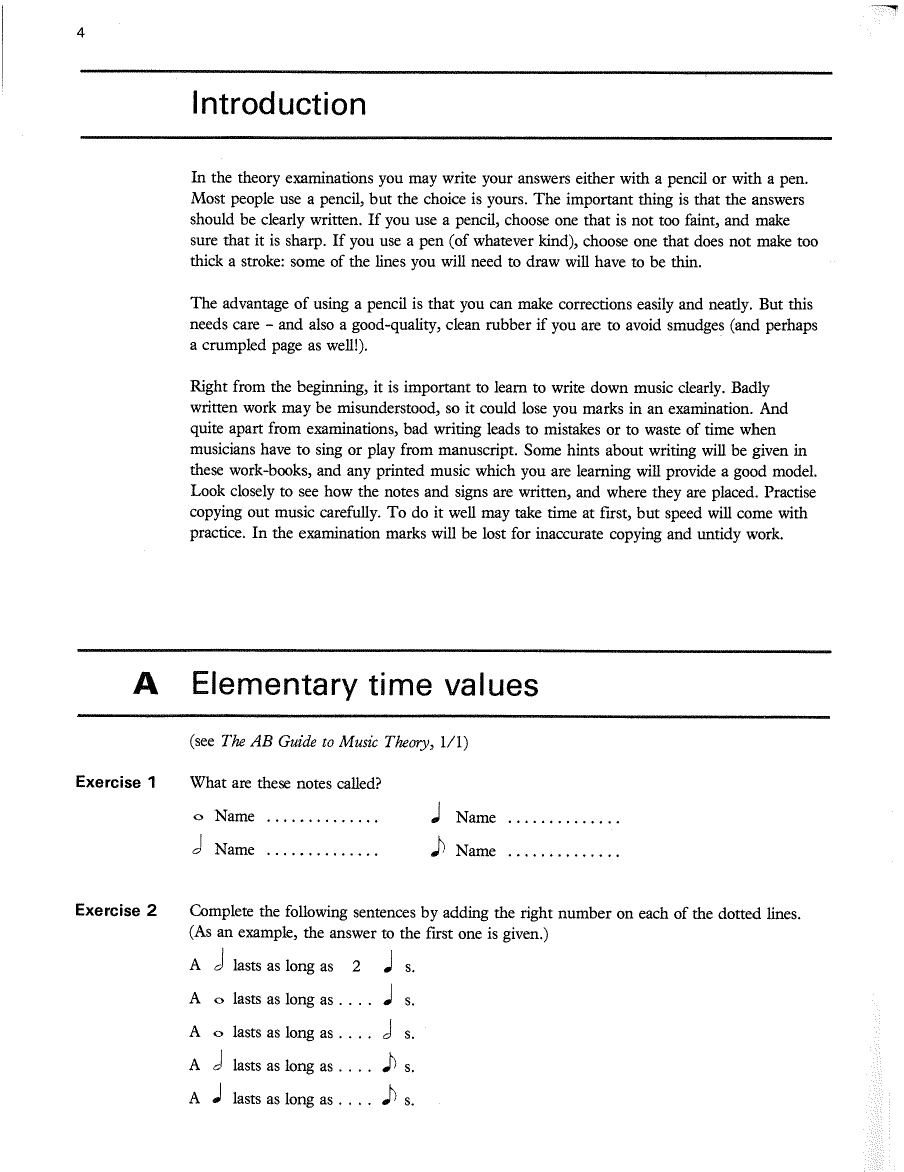 4
Introduction
In the theory examinations you may write your answers either with a pencil or with a pen.
Most people use a pencil, but the choice is yours. The important thing is that the answers
should be clearly written. If you use a pencil, choose one that is not too faint, and make
sure that it is sharp. If you use a pen (of whatever kind), choose one that does not make too
thick a stroke: some of the lines you will need to draw will have to be thin.
The advantage of using a pencil is that you can make corrections easily and neatly. But this
needs care – and also a good-quality, clean rubber if you are to avoid smudges (and perhaps
a crumpled page as well!).
Right from the beginning, it is important to learn to write down music clearly. Badly
written work may be misunderstood, so it could lose you marks in an examination. And
quite apart from examinations, bad writing leads to mistakes or to waste of time when
musicians have to sing or play from manuscript. Some hints about writing will be given in
these work-books, and any printed music which you are learning will provide a good model.
Look closely to see how the notes and signs are written, and where they are placed. Practise
copying out music carefully. To do it well may take time at first, but speed will come with
practice. In the examination marks will be lost for inaccurate copying and untidy work.
A Elementary time values
(see The AB Guide to Music Theory, 1/1)
Exercise 1 What are these notes called?
𝅝 Name .............. 𝅘𝅥 Name ..............
𝅗𝅥 Name .............. 𝅘𝅥𝅮 Name ..............
Exercise 2 Complete the following sentences by adding the right number on each of the dotted lines.
(As an example, the answer to the first one is given.)
A 𝅗𝅥 lasts as long as 2 𝅘𝅥 s.
A 𝅝 lasts as long as .... 𝅘𝅥 s.
A 𝅝 lasts as long as .... 𝅗𝅥 s.
A 𝅗𝅥 lasts as long as .... 𝅘𝅥𝅮 s.
A 𝅘𝅥 lasts as long as .... 𝅘𝅥𝅮 s.